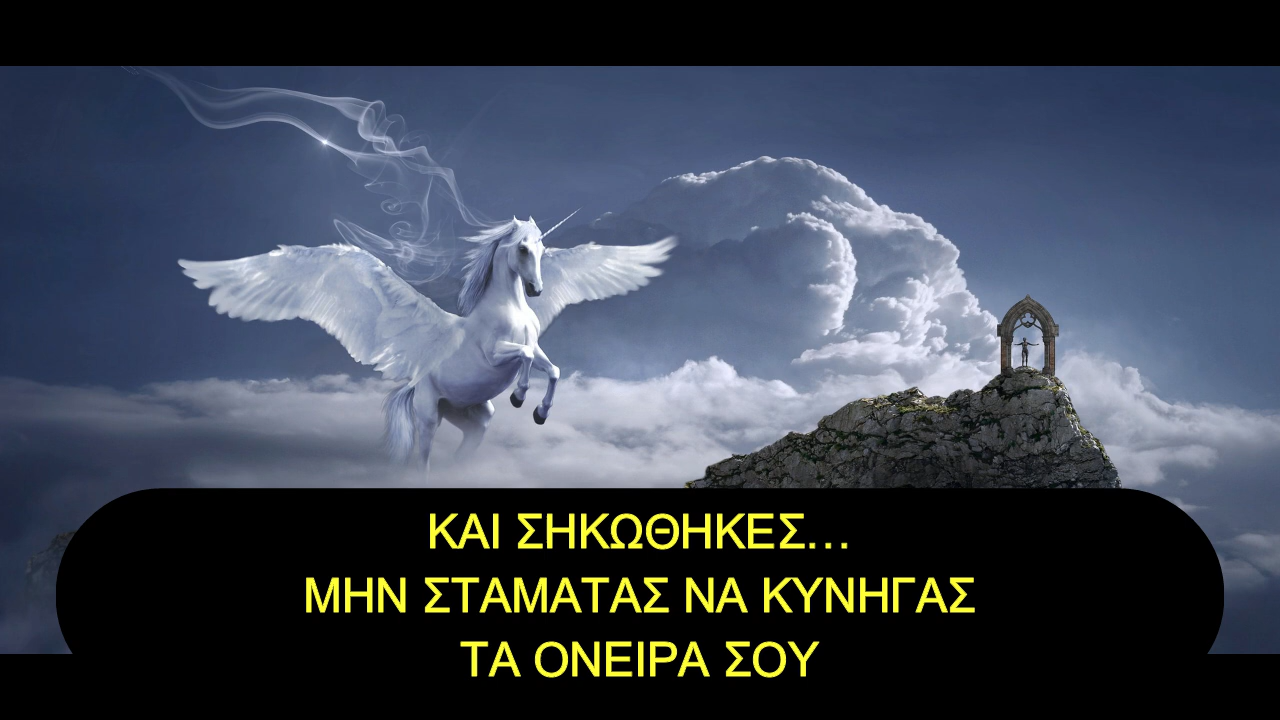 ΚΑΙ ΣΗΚΩΘΗΚΕΣ...
ΜΗΝ ΣΤΑΜΑΤΑΣ ΝΑ ΚΥΝΗΓΑΣ
ΤΑ ΟΝΕΙΡΑ ΣΟΥ